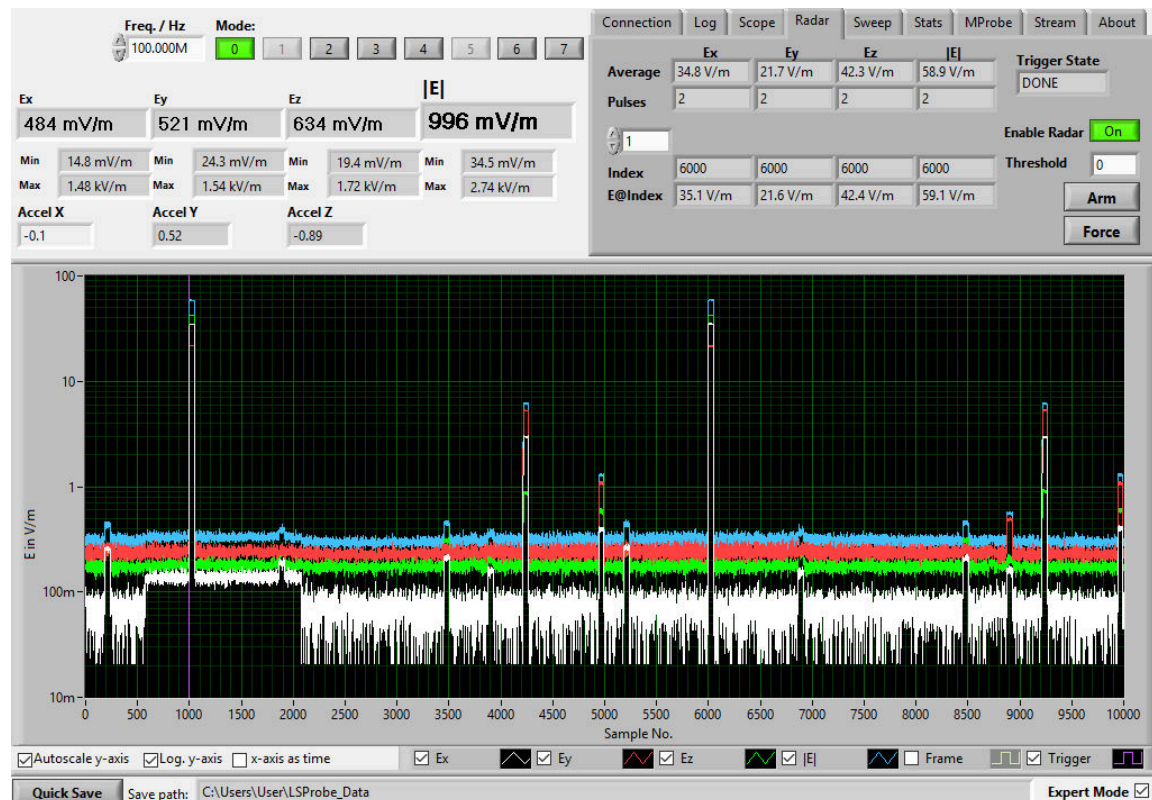 Freq. / Hz Mode:
100.000M 0 1 2 3 4 5 6 7
Ex Ey Ez |E|
484 mV/m 521 mV/m 634 mV/m 996 mV/m
Min 14.8 mV/m Min 24.3 mV/m Min 19.4 mV/m Min 34.5 mV/m
Max 1.48 kV/m Max 1.54 kV/m Max 1.72 kV/m Max 2.74 kV/m
Accel X Accel Y Accel Z
-0.1 0.52 -0.89
Connection Log Scope Radar Sweep Stats MProbe Stream About
Ex Ey Ez |E| Trigger State
Average 34.8 V/m 21.7 V/m 42.3 V/m 58.9 V/m DONE
Pulses 2 2 2 2
1 Enable Radar On
Index 6000 6000 6000 6000 Threshold 0
E@Index 35.1 V/m 21.6 V/m 42.4 V/m 59.1 V/m Arm
Force
100-
10-
1-
100m-
10m-
E in V/m
0 500 1000 1500 2000 2500 3000 3500 4000 4500 5000 5500 6000 6500 7000 7500 8000 8500 9000 9500 10000
Sample No.
Autoscale y-axis Log. y-axis x-axis as time Ex Ey Ez |E| Frame Trigger
Quick Save Save path: C:\Users\User\LSProbe_Data Expert Mode